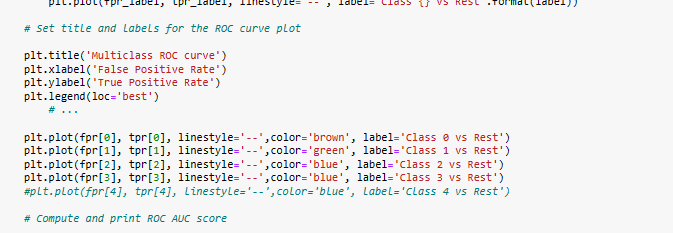 plt.plot(fpr_label, tpr_label, linestyle='--', label='Class {} vs Rest'.format(label))
# Set title and labels for the ROC curve plot
plt.title('Multiclass ROC curve')
plt.xlabel('False Positive Rate')
plt.ylabel('True Positive Rate')
plt.legend(loc='best')
# ...
plt.plot(fpr[0], tpr[0], linestyle='--',color='brown', label='Class 0 vs Rest')
plt.plot(fpr[1], tpr[1], linestyle='--',color='green', label='Class 1 vs Rest')
plt.plot(fpr[2], tpr[2], linestyle='--',color='blue', label='Class 2 vs Rest')
plt.plot(fpr[3], tpr[3], linestyle='--',color='blue', label='Class 3 vs Rest')
#plt.plot(fpr[4], tpr[4], linestyle='--',color='blue', label='Class 4 vs Rest')
# Compute and print ROC AUC score